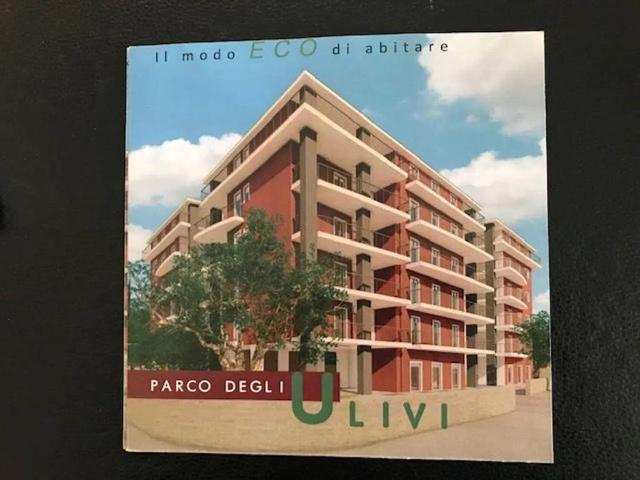 Il modo ECO di abitare
PARCO DEGLI
ULIVI